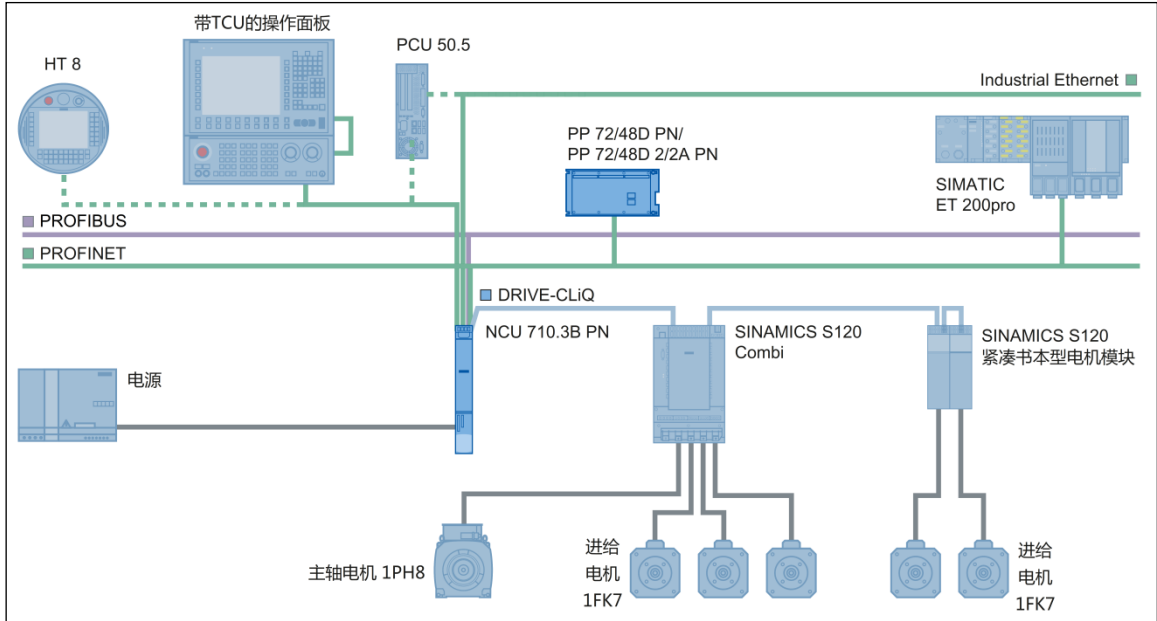 带TCU的操作面板
HT 8
PCU 50.5
Industrial Ethernet
PP 72/48D PN/
PP 72/48D 2/2A PN
SIMATIC
ET 200pro
PROFIBUS
PROFINET
DRIVE-CLiQ
NCU 710.3B PN
SINAMICS S120
Combi
SINAMICS S120
紧凑书本型电机模块
电源
主轴电机 1PH8
进给
电机
1FK7
进给
电机
1FK7